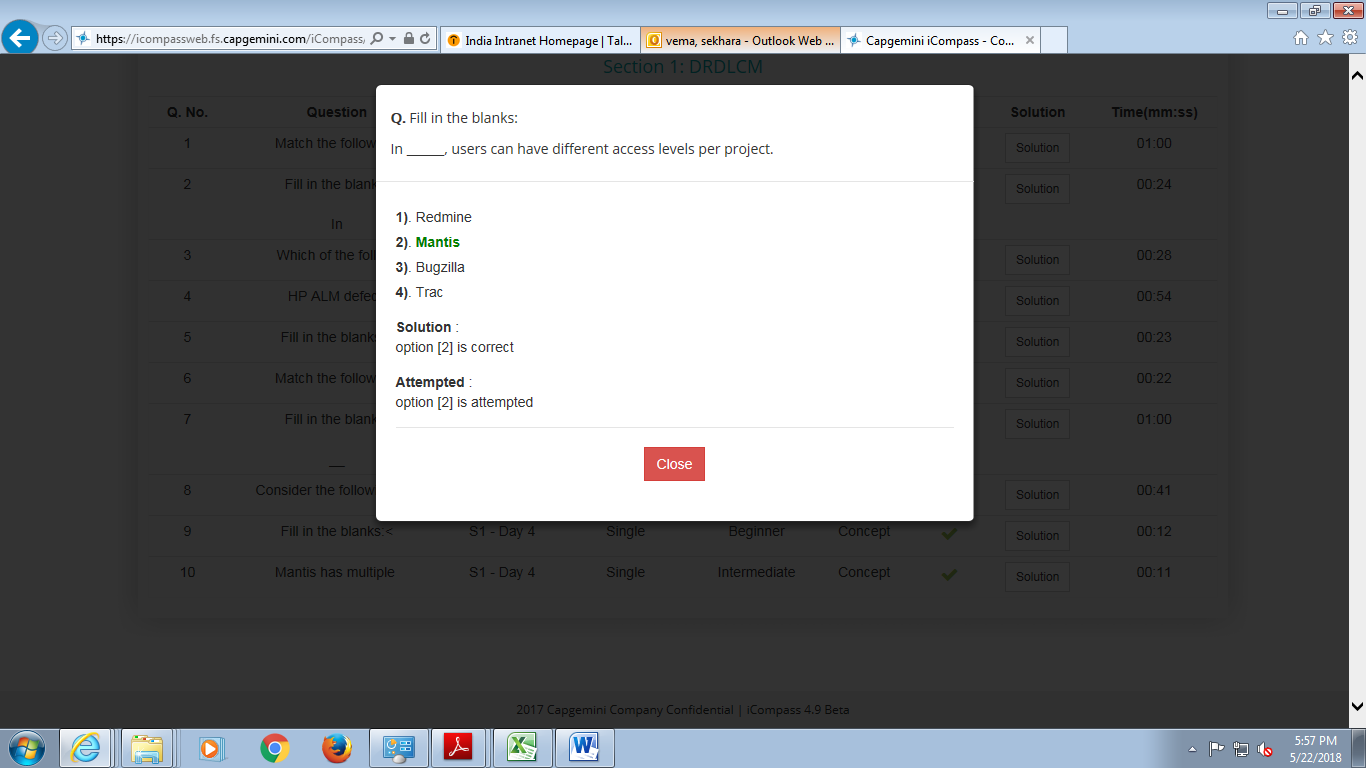 https://icompassweb.fs.capgemini.com/iCompass,
India Intranet Homepage | Tal...
vema, sekhara - Outlook Web ...
Capgemini iCompass - Co...
Section 1: DRDLCM
Q. No. Question Solution Time(mm:ss)
1 Match the follow Solution 01:00
2 Fill in the blank Solution 00:24
In
3 Which of the foll Solution 00:28
4 HP ALM defec Solution 00:54
5 Fill in the blank Solution 00:23
6 Match the follow Solution 00:22
7 Fill in the blank Solution 01:00
__
8 Consider the follow Solution 00:41
9 Fill in the blanks:< S1 - Day 4 Single Beginner Concept Solution 00:12
10 Mantis has multiple S1 - Day 4 Single Intermediate Concept Solution 00:11
Q. Fill in the blanks:
In ______, users can have different access levels per project.
1). Redmine
2). Mantis
3). Bugzilla
4). Trac
Solution :
option [2] is correct
Attempted :
option [2] is attempted
Close
2017 Capgemini Company Confidential | iCompass 4.9 Beta
5:57 PM
5/22/2018